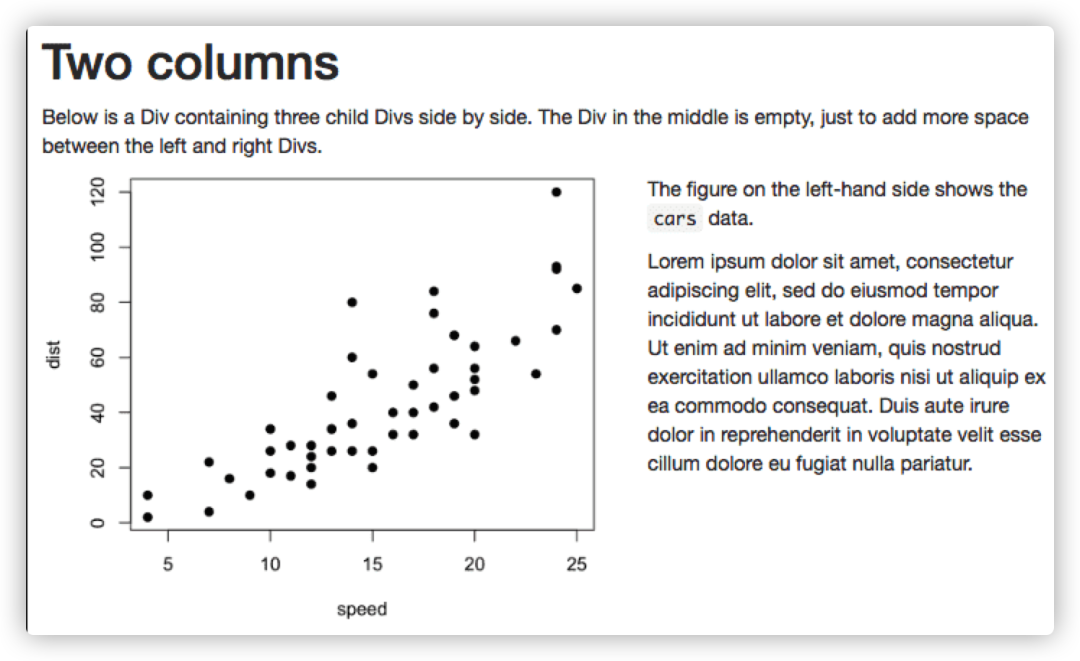 Two columns
Below is a Div containing three child Divs side by side. The Div in the middle is empty, just to add more space
between the left and right Divs.
120
100
80
60
40
20
0
dist
5 10 15 20 25
speed
The figure on the left-hand side shows the
cars data.
Lorem ipsum dolor sit amet, consectetur
adipiscing elit, sed do eiusmod tempor
incididunt ut labore et dolore magna aliqua.
Ut enim ad minim veniam, quis nostrud
exercitation ullamco laboris nisi ut aliquip ex
ea commodo consequat. Duis aute irure
dolor in reprehenderit in voluptate velit esse
cillum dolore eu fugiat nulla pariatur.